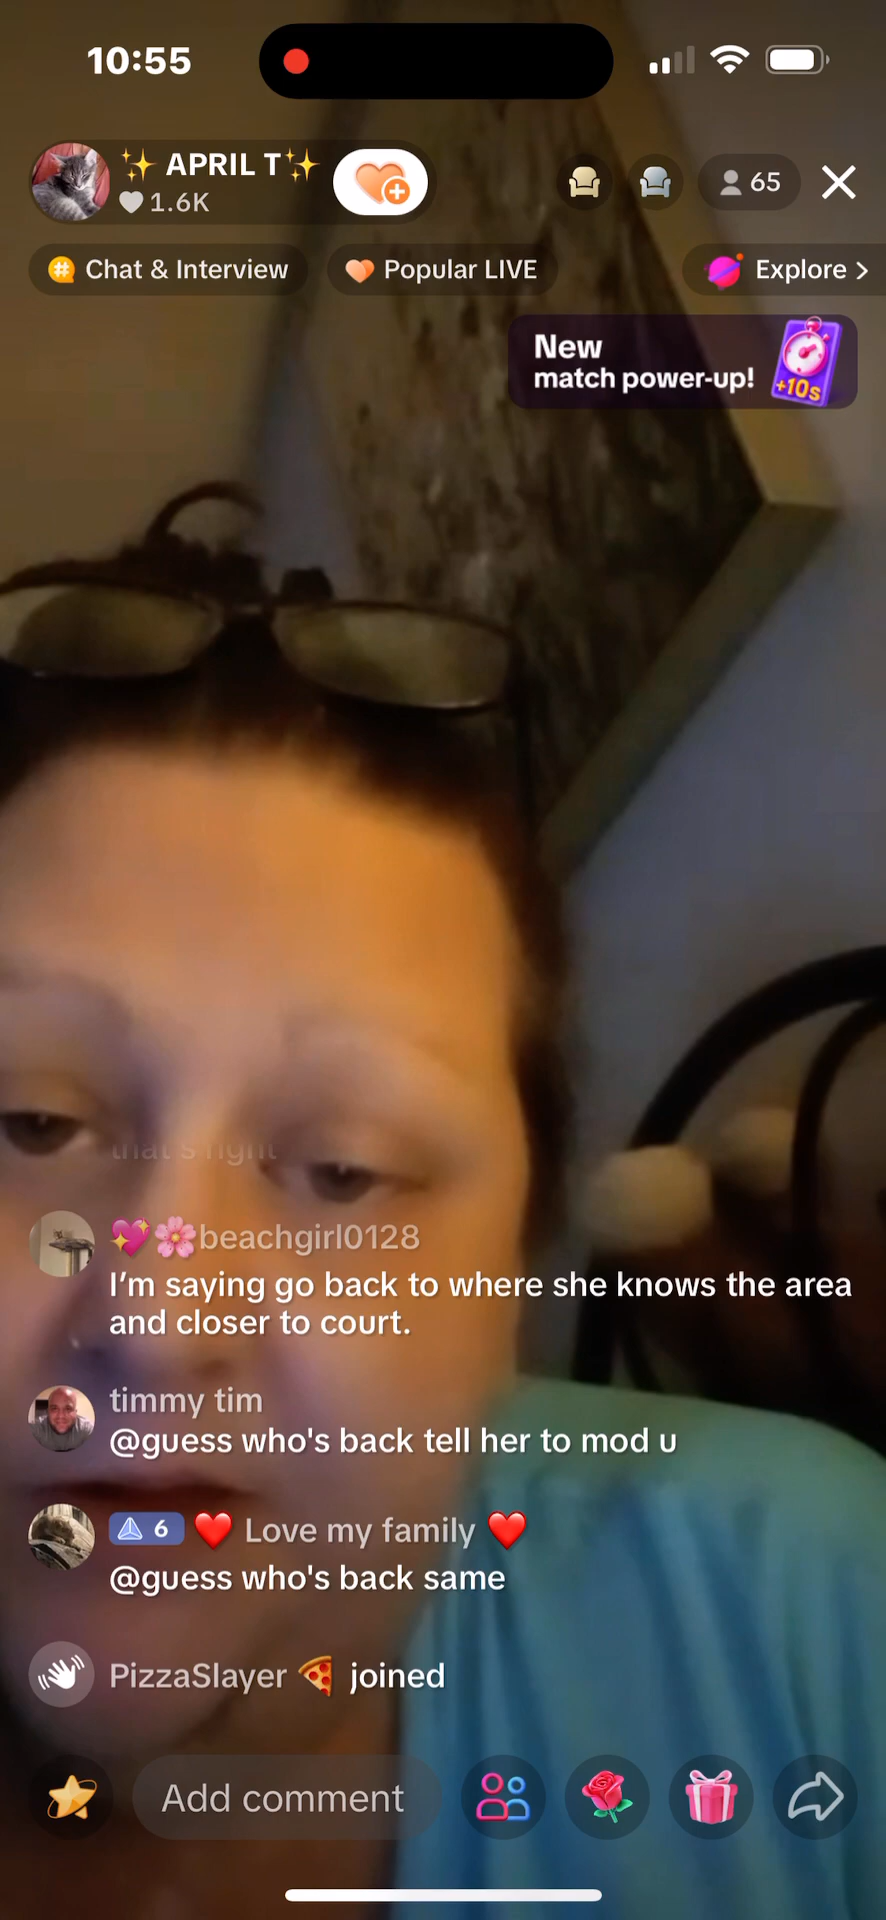 10:55
✨ APRIL T✨
1.6K
65
Chat & Interview
Popular LIVE
Explore >
New
match power-up!
+10s
that's right
💖🌸beachgirl0128
I’m saying go back to where she knows the area
and closer to court.
timmy tim
@guess who's back tell her to mod u
6 ❤️ Love my family ❤️
@guess who's back same
PizzaSlayer 🍕 joined
Add comment